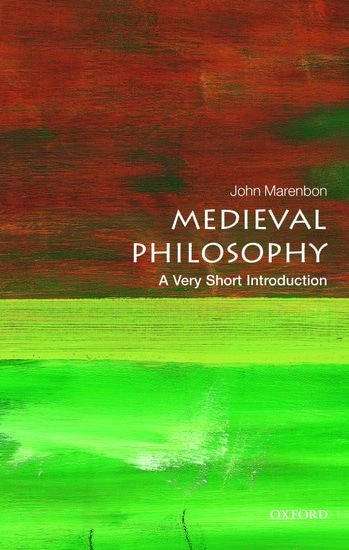 John Marenbon
MEDIEVAL
PHILOSOPHY
A Very Short Introduction
OXFORD